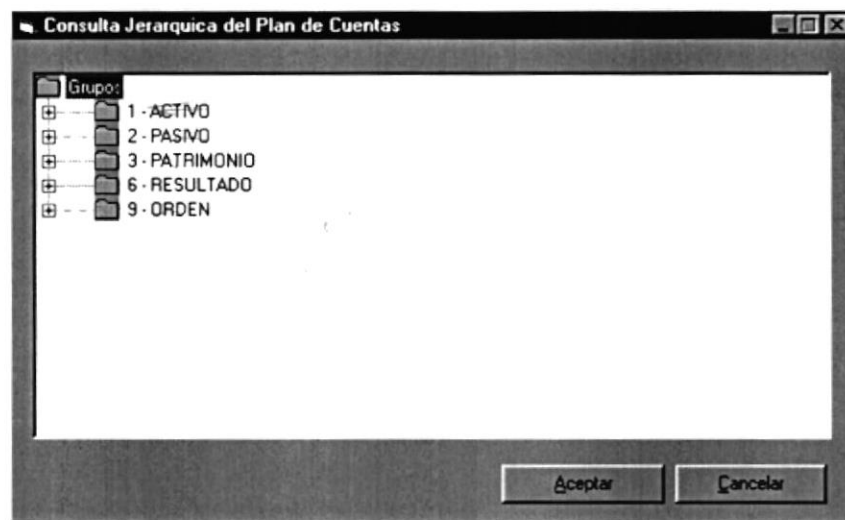 Consulta Jerarquica del Plan de Cuentas
Grupo:
1 - ACTIVO
2 - PASIVO
3 - PATRIMONIO
6 - RESULTADO
9 - ORDEN
Aceptar
Cancelar